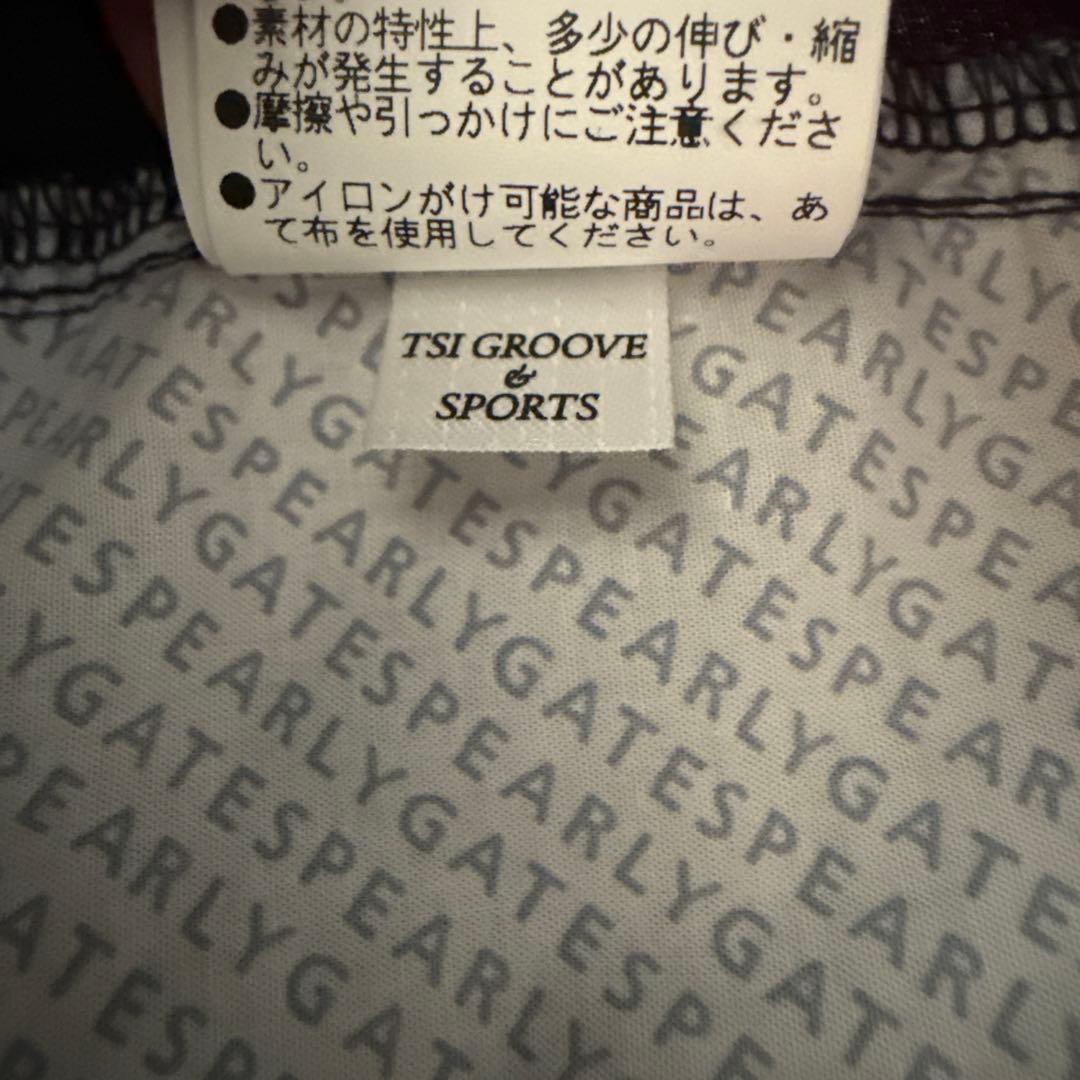 ●素材の特性上、多少の伸び・縮
みが発生することがあります。
●摩擦や引っかけにご注意くださ
い。
●アイロンがけ可能な商品は、あ
て布を使用してください。
TSI GROOVE
&
SPORTS
PEARLYGATESPEARLYGATESPEARLYGATES